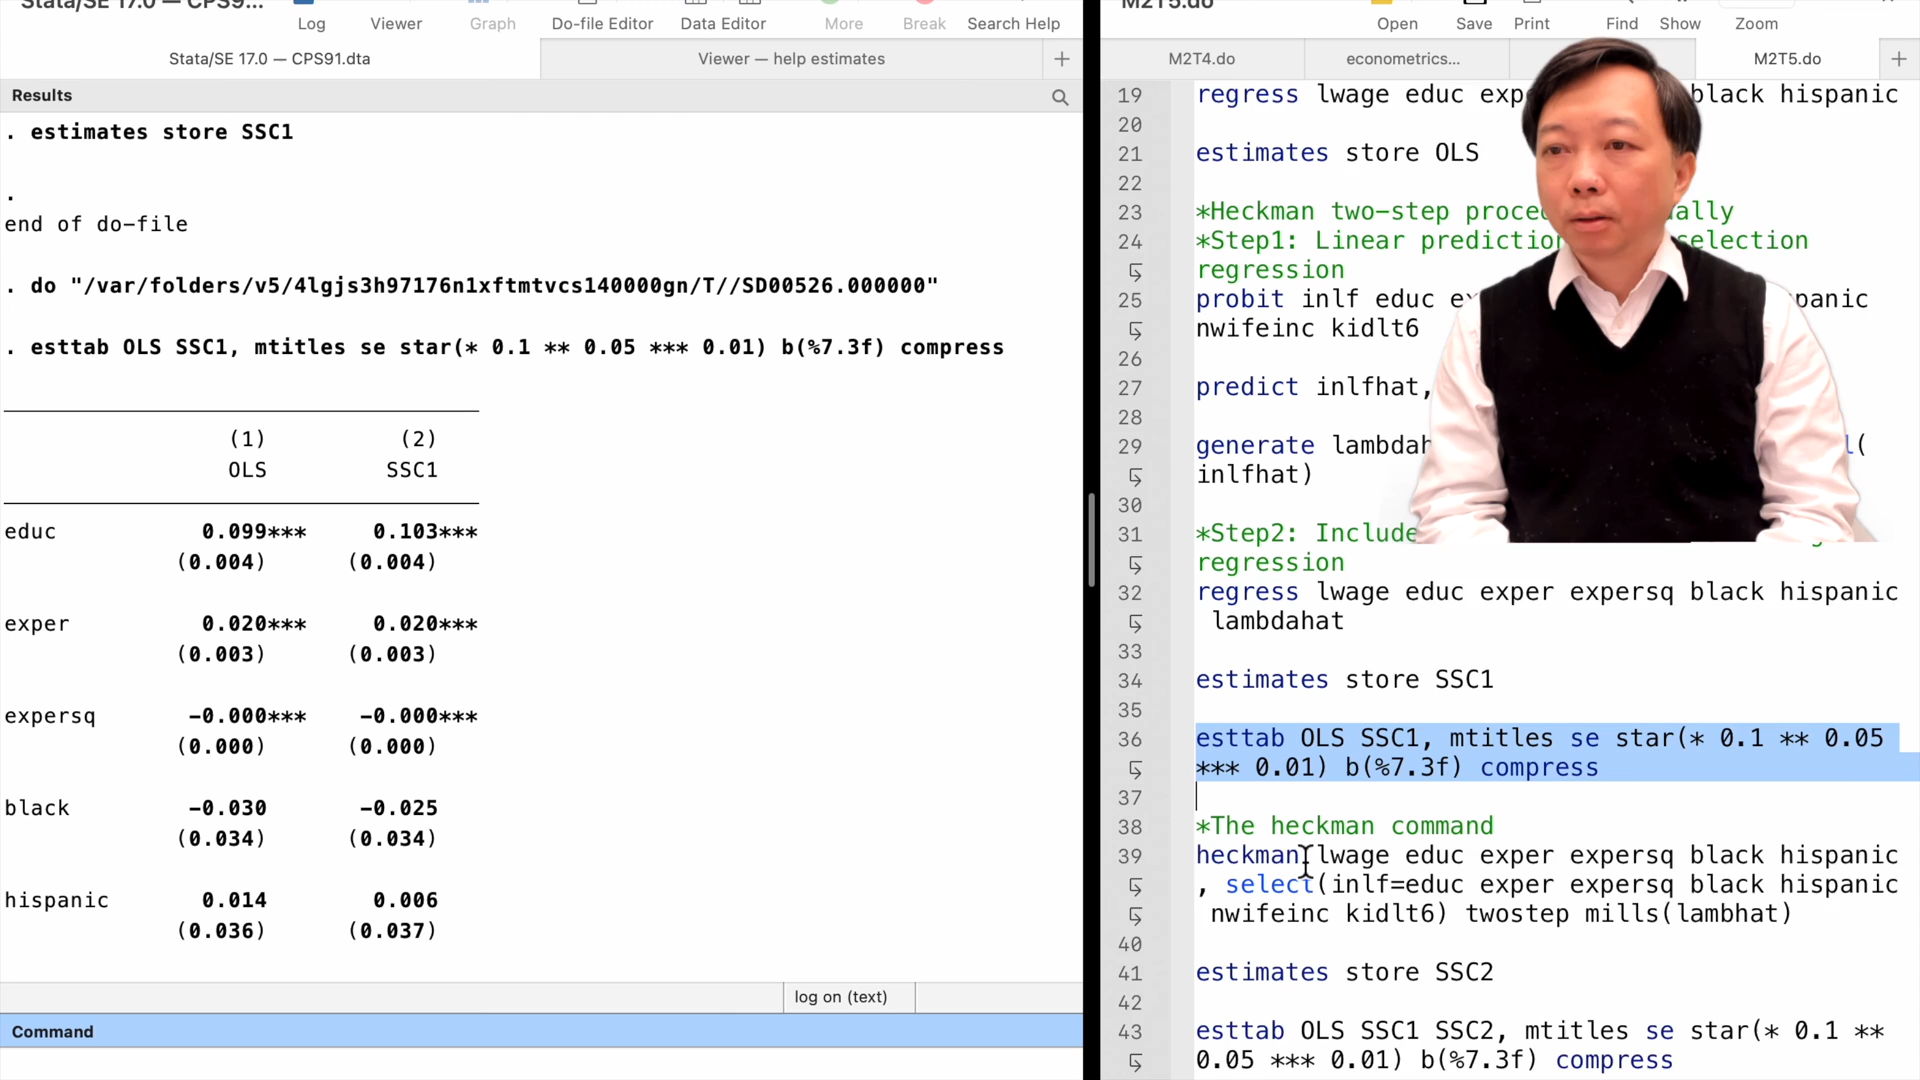 Stata/SE 17.0 — CPS9...
Log
Viewer
Graph
Do-file Editor
Data Editor
More
Break
Search Help
Stata/SE 17.0 — CPS91.dta
Viewer — help estimates
Results
. estimates store SSC1
.
end of do-file
. do "/var/folders/v5/4lgjs3h97176n1xftmtvcs140000gn/T//SD00526.000000"
. esttab OLS SSC1, mtitles se star(* 0.1 ** 0.05 *** 0.01) b(%7.3f) compress
(1) (2)
OLS SSC1
educ 0.099*** 0.103***
(0.004) (0.004)
exper 0.020*** 0.020***
(0.003) (0.003)
expersq -0.000*** -0.000***
(0.000) (0.000)
black -0.030 -0.025
(0.034) (0.034)
hispanic 0.014 0.006
(0.036) (0.037)
log on (text)
Command
M2T5.do
Open
Save
Print
Find
Show
Zoom
M2T4.do
econometrics...
M2T5.do
19 regress lwage educ exp black hispanic
20
21 estimates store OLS
22
23 *Heckman two-step proce ally
24 *Step1: Linear prediction selection
regression
25 probit inlf educ ex panic
nwifeinc kidlt6
26
27 predict inlfhat,
28
29 generate lambdah l(
inlfhat)
30
31 *Step2: Include
regression
32 regress lwage educ exper expersq black hispanic
lambdahat
33
34 estimates store SSC1
35
36 esttab OLS SSC1, mtitles se star(* 0.1 ** 0.05
*** 0.01) b(%7.3f) compress
37
38 *The heckman command
39 heckman lwage educ exper expersq black hispanic
, select(inlf=educ exper expersq black hispanic
nwifeinc kidlt6) twostep mills(lambhat)
40
41 estimates store SSC2
42
43 esttab OLS SSC1 SSC2, mtitles se star(* 0.1 **
0.05 *** 0.01) b(%7.3f) compress